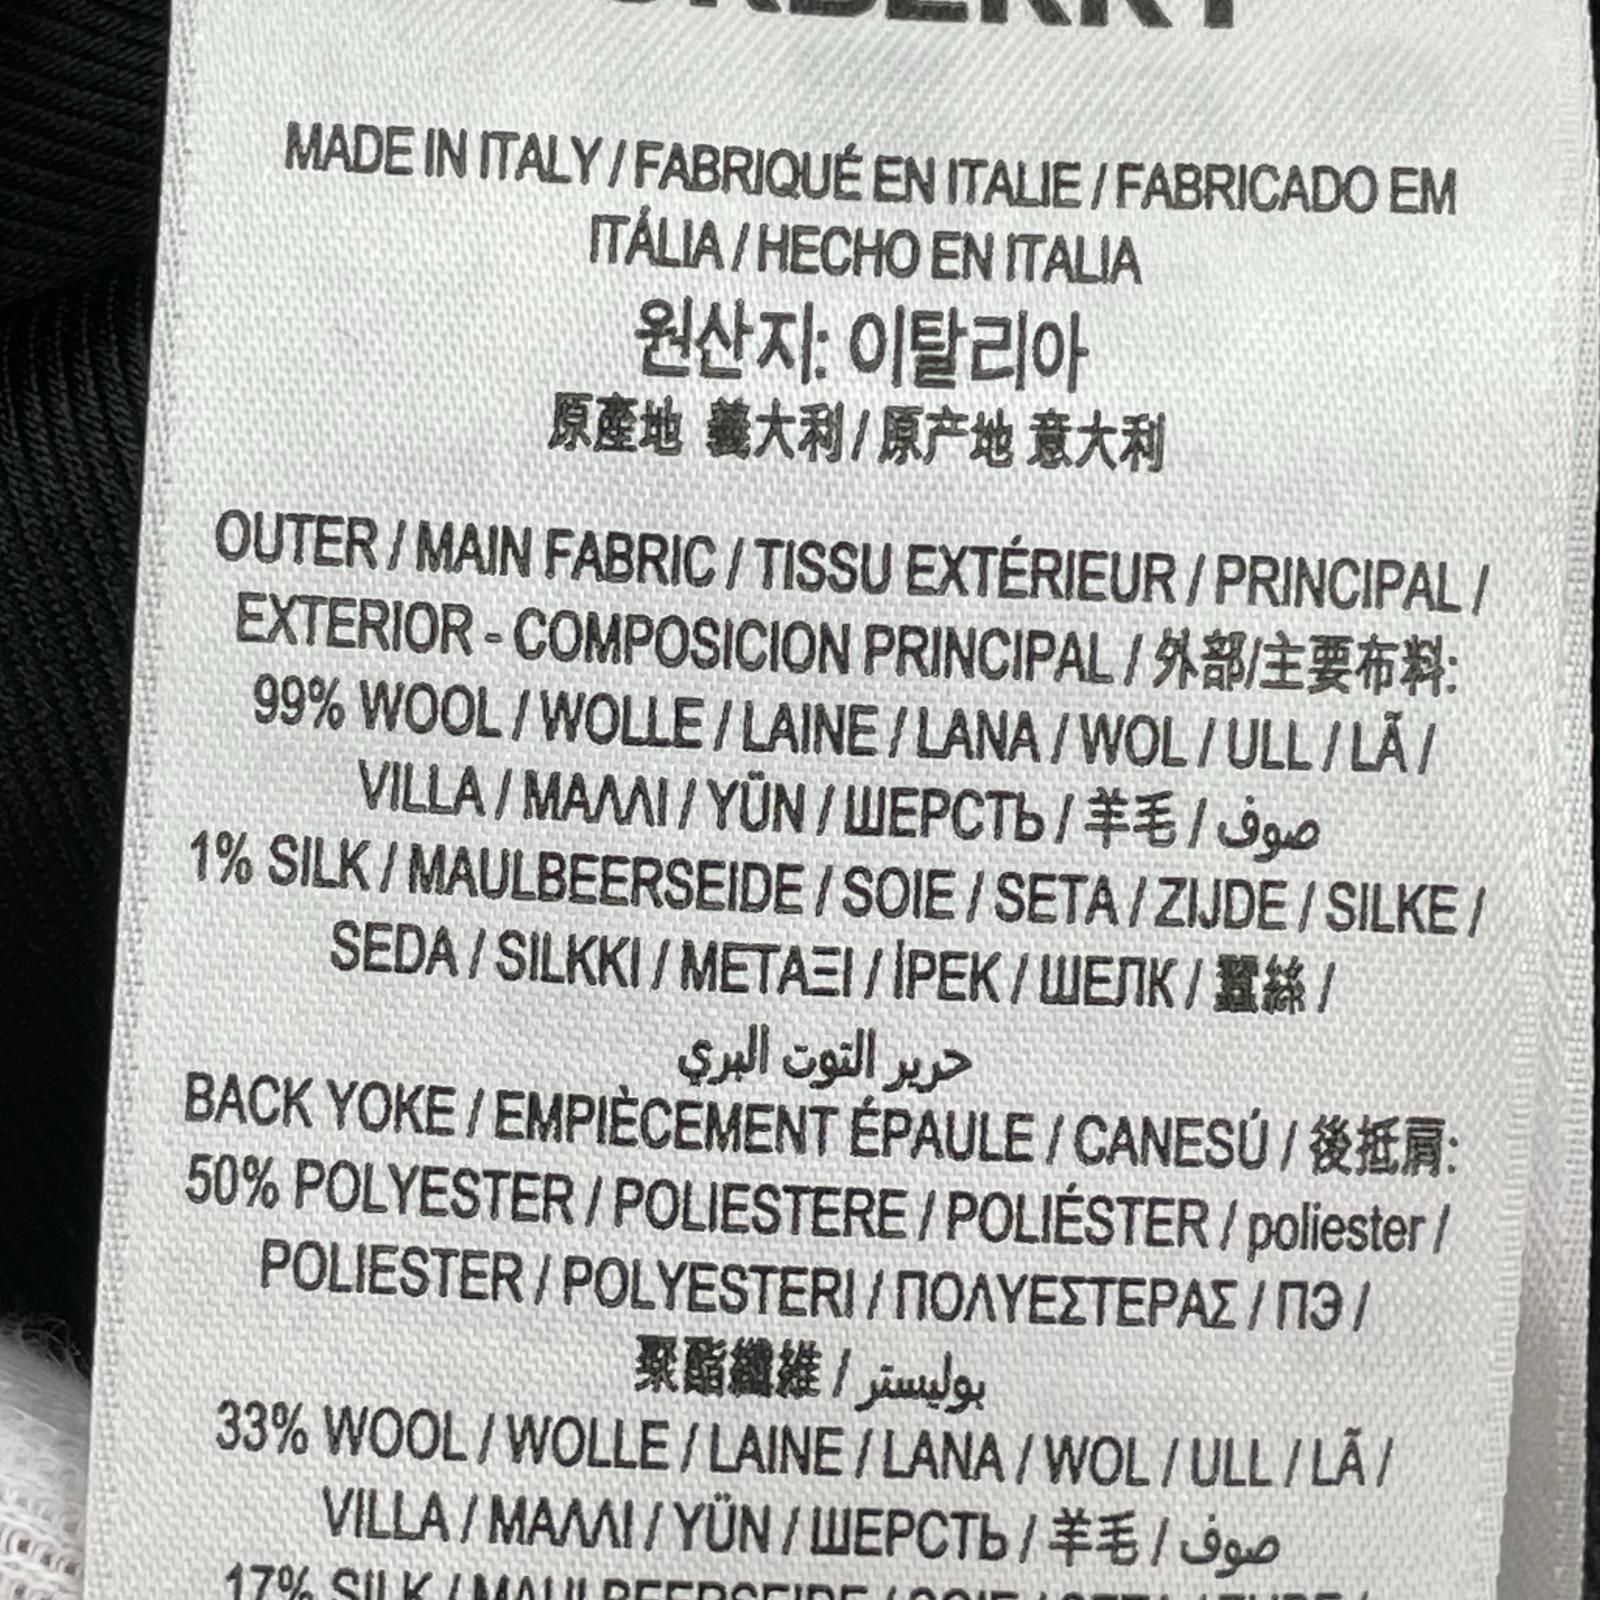 MADE IN ITALY / FABRIQUÉ EN ITALIE / FABRICADO EM
ITÁLIA / HECHO EN ITALIA
원산지: 이탈리아
原產地 義大利 / 原产地 意大利
OUTER / MAIN FABRIC / TISSU EXTÉRIEUR / PRINCIPAL /
EXTERIOR - COMPOSICION PRINCIPAL / 外部/主要布料:
99% WOOL / WOLLE / LAINE / LANA / WOL / ULL / LÃ /
VILLA / ΜΑΛΛΙ / YÜN / ШЕРСТЬ / 羊毛 / صوف
1% SILK / MAULBEERSEIDE / SOIE / SETA / ZIJDE / SILKE /
SEDA / SILKKI / ΜΕΤΑΞΙ / İPEK / ШЕЛК / 蠶絲 /
حرير التوت البري
BACK YOKE / EMPIÈCEMENT ÉPAULE / CANESÚ / 後抵肩:
50% POLYESTER / POLIESTERE / POLIÉSTER / poliester /
POLIESTER / POLYESTERI / ΠΟΛΥΕΣΤΕΡΑΣ / ПЭ /
聚酯纖維 / بوليستر
33% WOOL / WOLLE / LAINE / LANA / WOL / ULL / LÃ /
VILLA / ΜΑΛΛΙ / YÜN / ШЕРСТЬ / 羊毛 / صوف
17% SILK / MAULBEERSEIDE / SOIE / SETA /